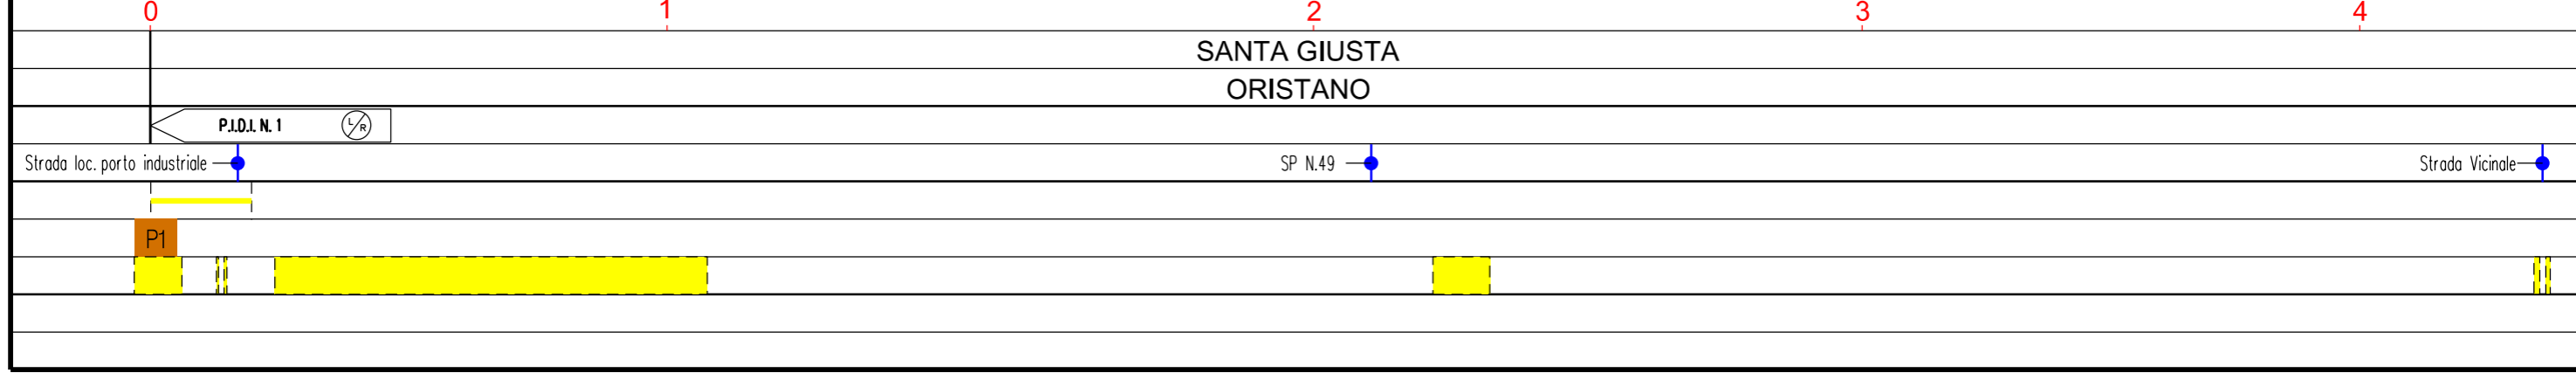 0 1 2 3 4
SANTA GIUSTA
ORISTANO
P.I.D.I. N. 1 L/R
Strada loc. porto industriale SP N.49 Strada Vicinale
P1